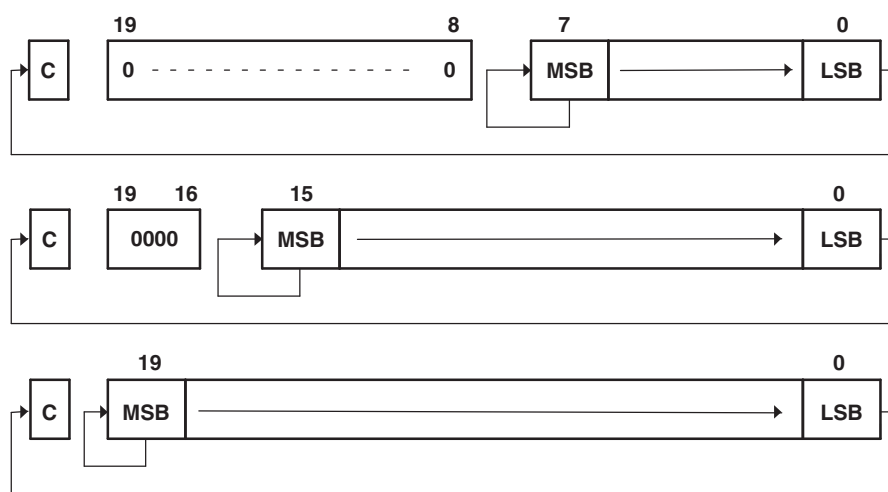 19 8 7 0
C 0 - - - - - - - - - - - - - - - 0 MSB LSB
19 16 15 0
C 0000 MSB LSB
19 0
C MSB LSB